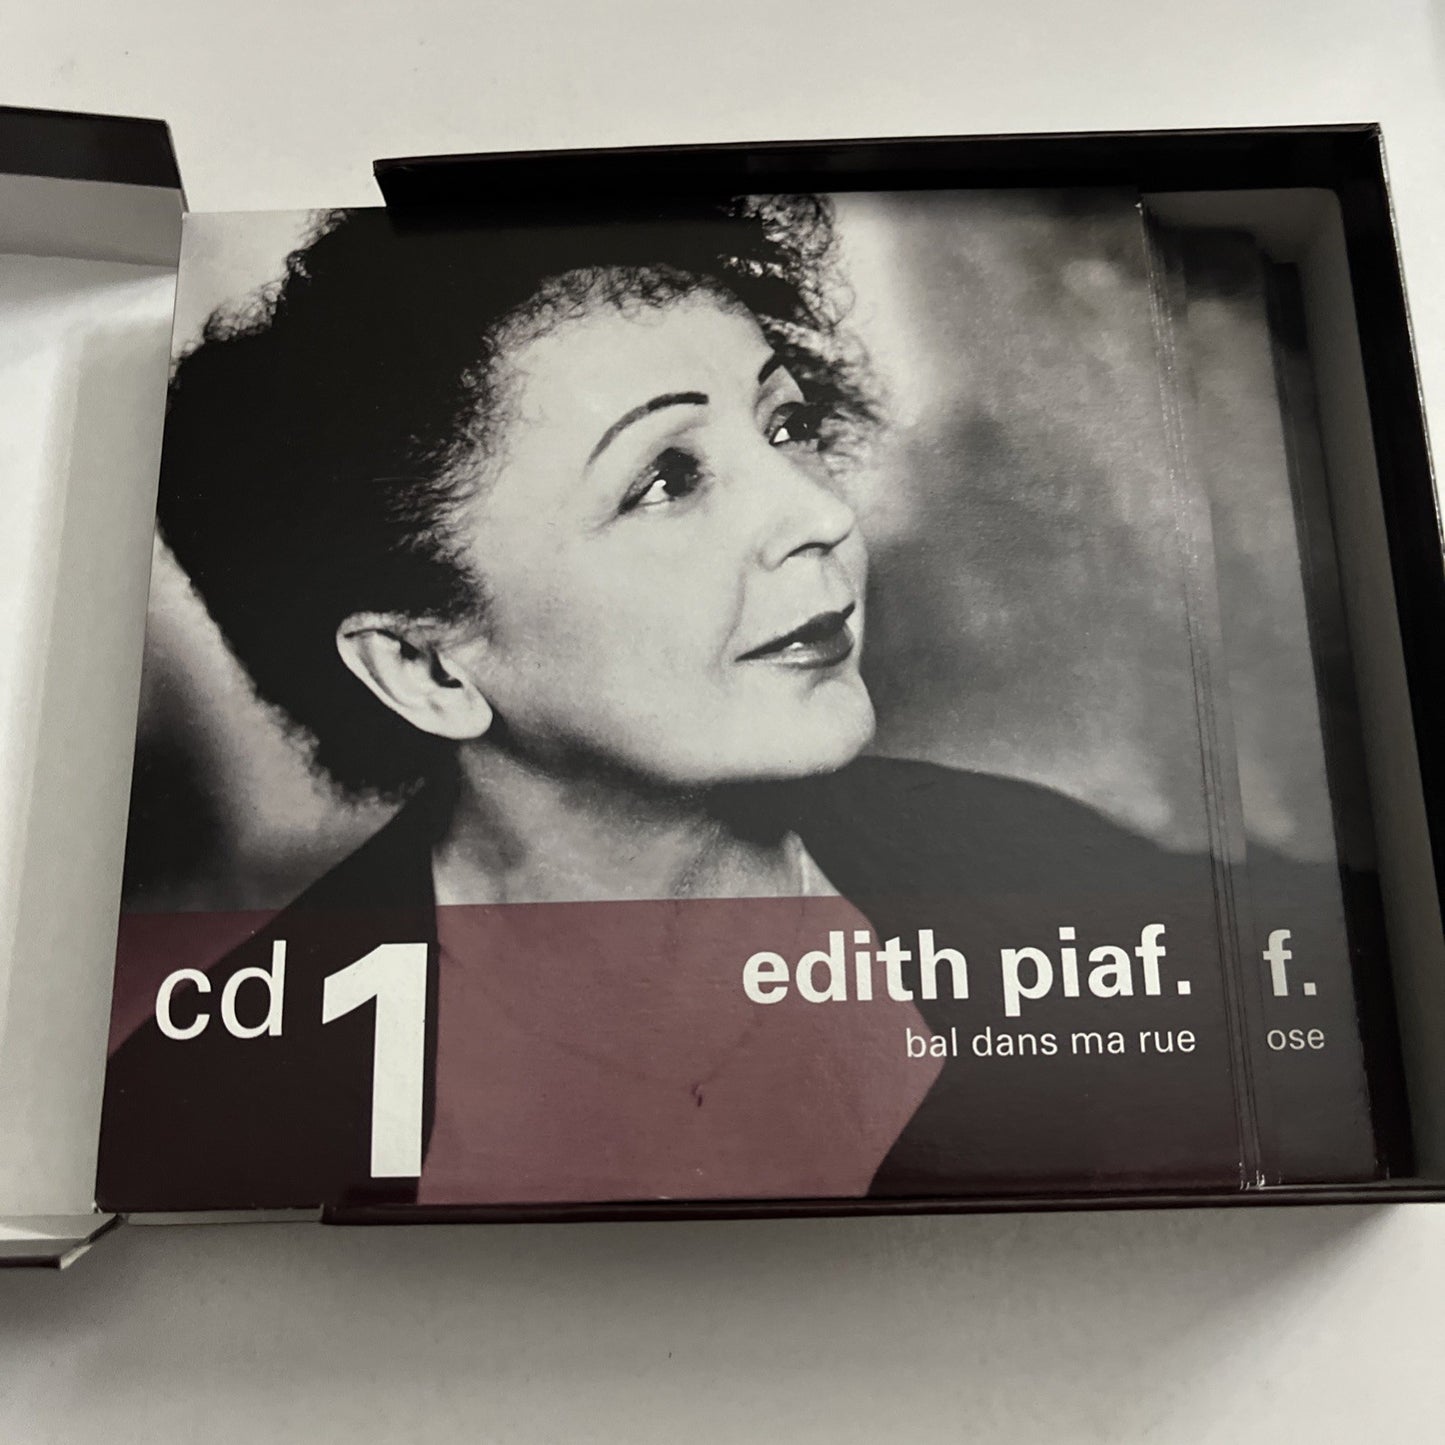 cd 1
edith piaf.
bal dans ma rue
f.
ose